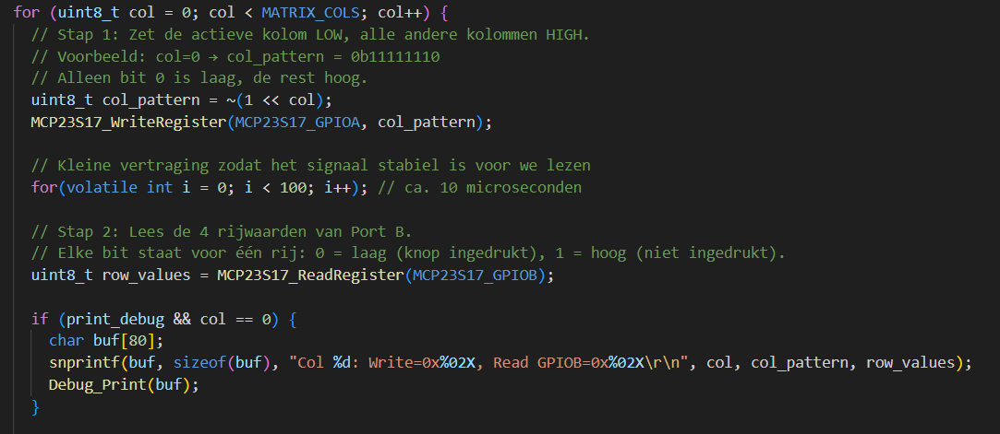 for (uint8_t col = 0; col < MATRIX_COLS; col++) {
// Stap 1: Zet de actieve kolom LOW, alle andere kolommen HIGH.
// Voorbeeld: col=0 → col_pattern = 0b11111110
// Alleen bit 0 is laag, de rest hoog.
uint8_t col_pattern = ~(1 << col);
MCP23S17_WriteRegister(MCP23S17_GPIOA, col_pattern);
// Kleine vertraging zodat het signaal stabiel is voor we lezen
for(volatile int i = 0; i < 100; i++); // ca. 10 microseconden
// Stap 2: Lees de 4 rijwaarden van Port B.
// Elke bit staat voor één rij: 0 = laag (knop ingedrukt), 1 = hoog (niet ingedrukt).
uint8_t row_values = MCP23S17_ReadRegister(MCP23S17_GPIOB);
if (print_debug && col == 0) {
char buf[80];
snprintf(buf, sizeof(buf), "Col %d: Write=0x%02X, Read GPIOB=0x%02X\r\n", col, col_pattern, row_values);
Debug_Print(buf);
}